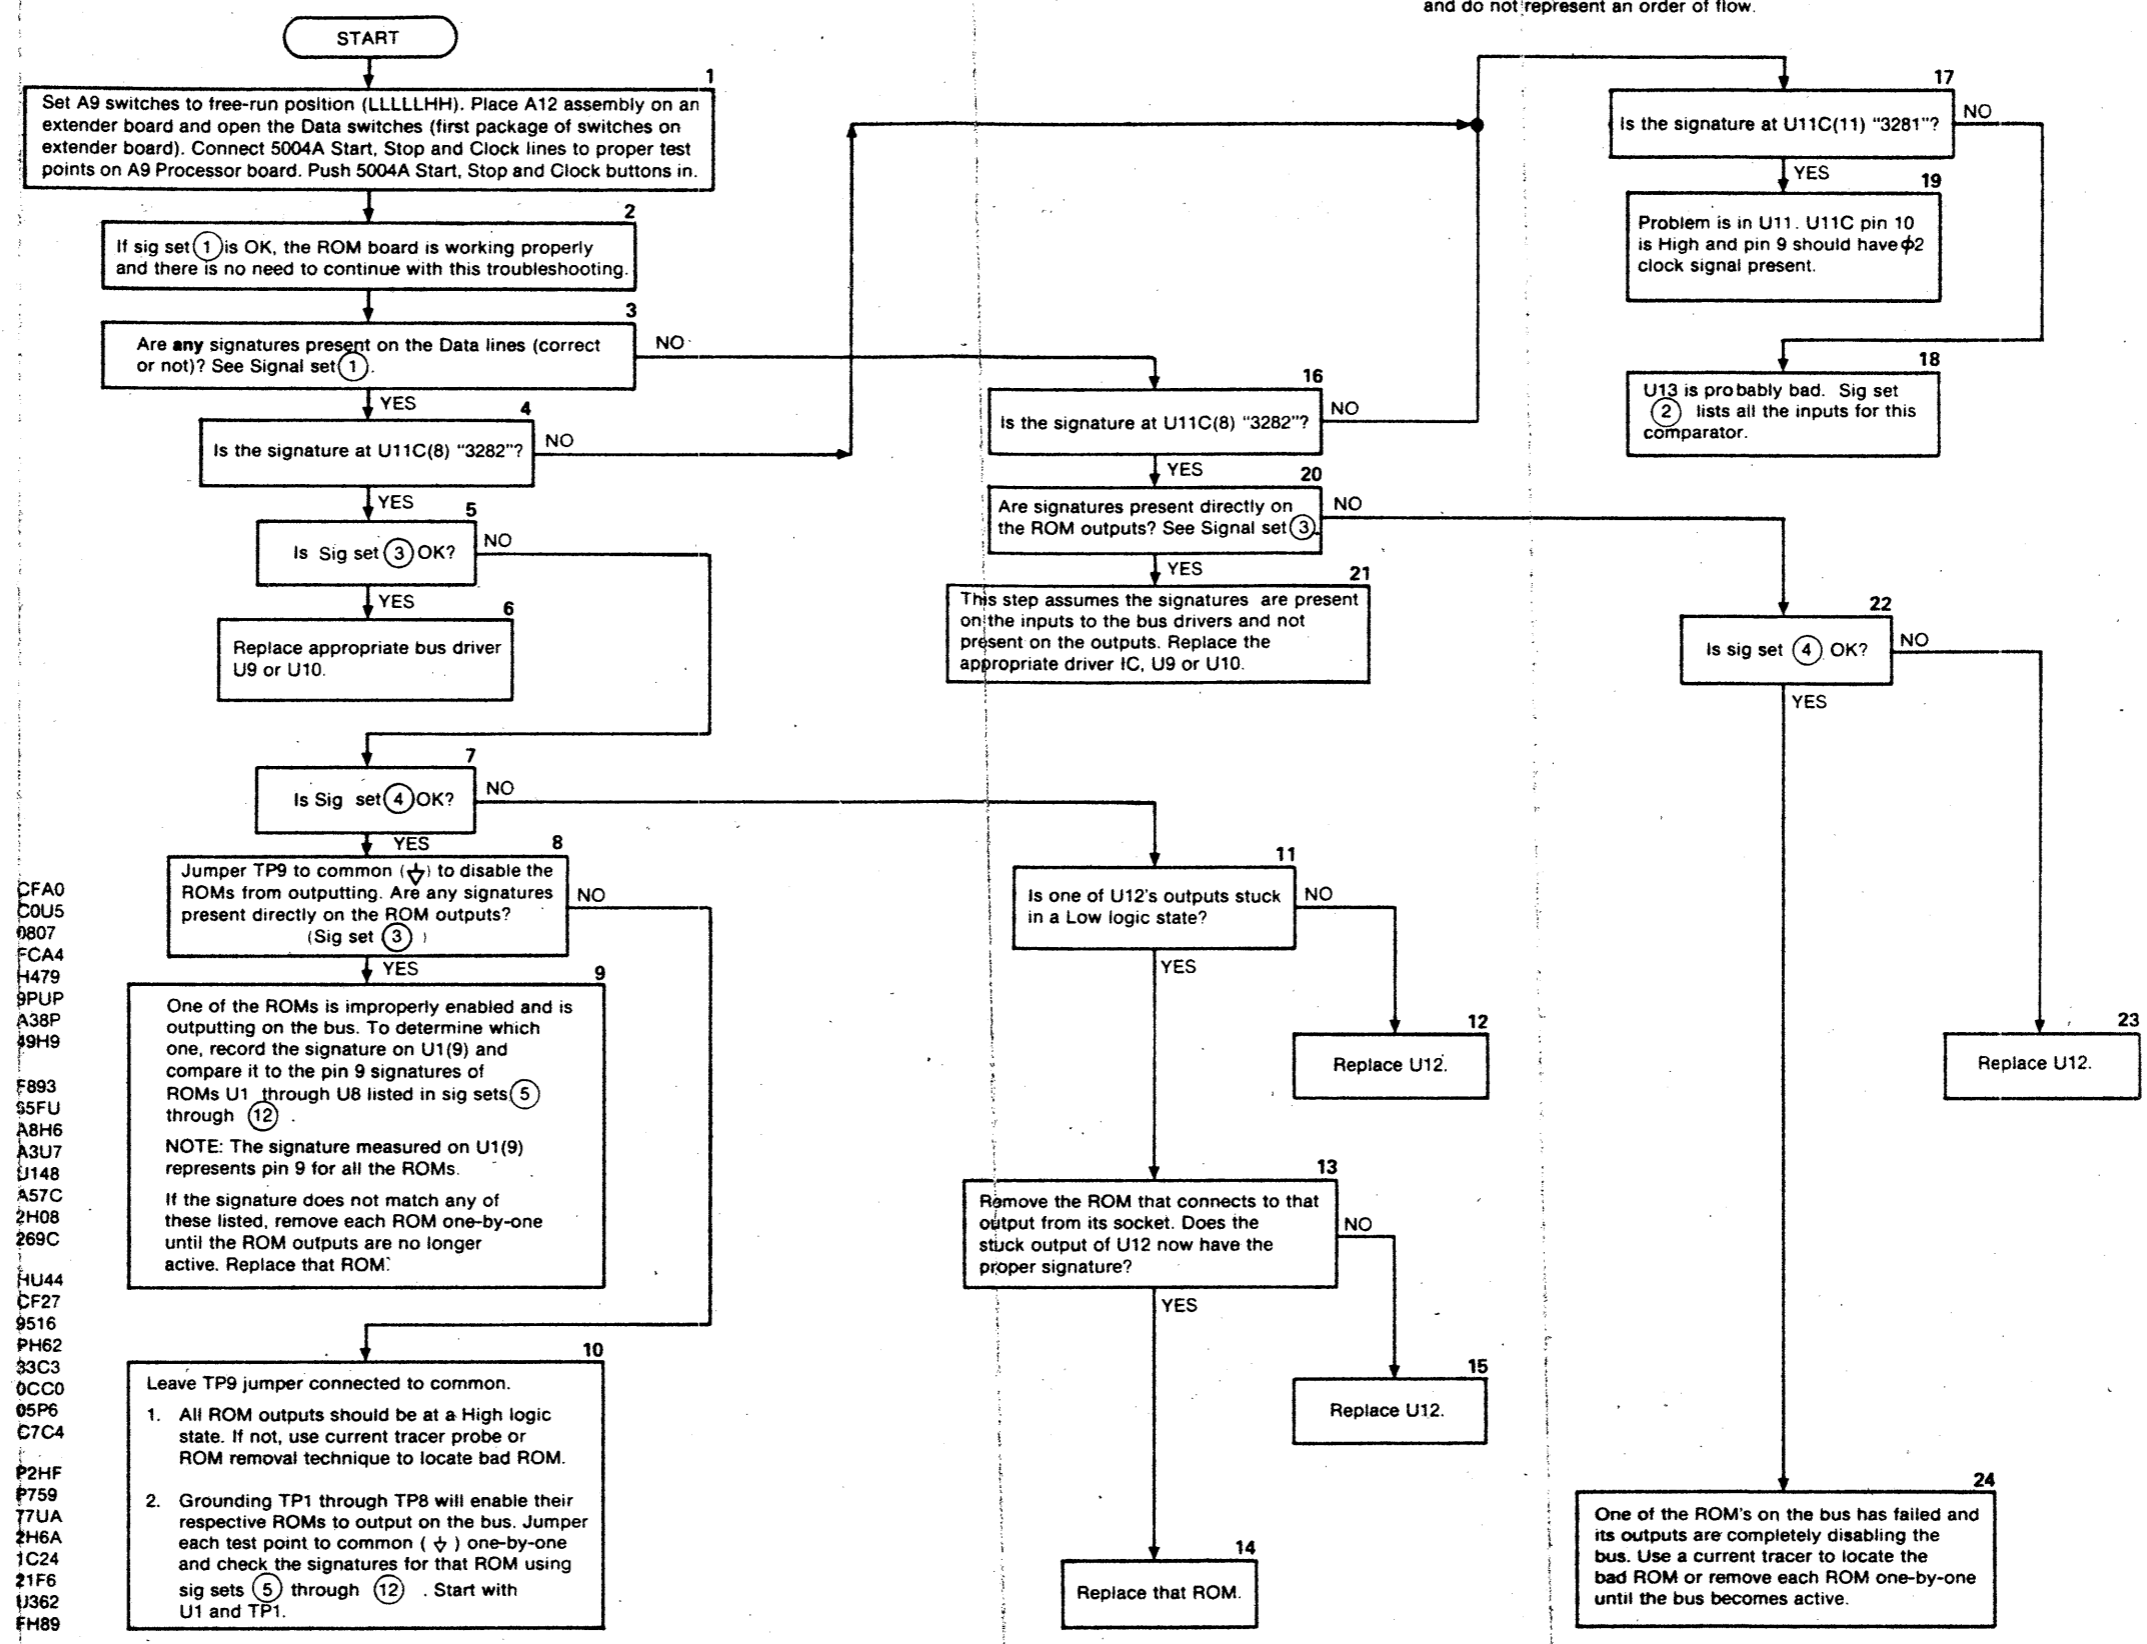 and do not represent an order of flow.
START
1
Set A9 switches to free-run position (LLLLLHH). Place A12 assembly on an
extender board and open the Data switches (first package of switches on
extender board). Connect 5004A Start, Stop and Clock lines to proper test
points on A9 Processor board. Push 5004A Start, Stop and Clock buttons in.
2
If sig set 1 is OK, the ROM board is working properly
and there is no need to continue with this troubleshooting.
3
Are any signatures present on the Data lines (correct
or not)? See Signal set 1.
NO
YES
4
Is the signature at U11C(8) "3282"?
NO
YES
5
Is Sig set 3 OK?
NO
YES
6
Replace appropriate bus driver
U9 or U10.
7
Is Sig set 4 OK?
NO
YES
8
Jumper TP9 to common ( ) to disable the
ROMs from outputting. Are any signatures
present directly on the ROM outputs?
(Sig set 3 )
NO
YES
9
One of the ROMs is improperly enabled and is
outputting on the bus. To determine which
one, record the signature on U1(9) and
compare it to the pin 9 signatures of
ROMs U1 through U8 listed in sig sets 5
through 12 .
NOTE: The signature measured on U1(9)
represents pin 9 for all the ROMs.
If the signature does not match any of
these listed, remove each ROM one-by-one
until the ROM outputs are no longer
active. Replace that ROM.
10
Leave TP9 jumper connected to common.
1. All ROM outputs should be at a High logic
state. If not, use current tracer probe or
ROM removal technique to locate bad ROM.
2. Grounding TP1 through TP8 will enable their
respective ROMs to output on the bus. Jumper
each test point to common ( ) one-by-one
and check the signatures for that ROM using
sig sets 5 through 12 . Start with
U1 and TP1.
CFA0
C0U5
0807
FCA4
H479
9PUP
A38P
49H9
F893
S5FU
A8H6
A3U7
U148
A57C
2H08
269C
HU44
CF27
9516
PH62
33C3
0CC0
05P6
C7C4
P2HF
P759
77UA
2H6A
1C24
21F6
U362
FH89
16
Is the signature at U11C(8) "3282"?
NO
YES
20
Are signatures present directly on
the ROM outputs? See Signal set 3.
NO
YES
21
This step assumes the signatures are present
on the inputs to the bus drivers and not
present on the outputs. Replace the
appropriate driver IC, U9 or U10.
11
Is one of U12's outputs stuck
in a Low logic state?
NO
YES
12
Replace U12.
13
Remove the ROM that connects to that
output from its socket. Does the
stuck output of U12 now have the
proper signature?
NO
YES
15
Replace U12.
14
Replace that ROM.
17
Is the signature at U11C(11) "3281"?
NO
YES
19
Problem is in U11. U11C pin 10
is High and pin 9 should have ϕ2
clock signal present.
18
U13 is probably bad. Sig set
2 lists all the inputs for this
comparator.
22
Is sig set 4 OK?
NO
YES
23
Replace U12.
24
One of the ROM's on the bus has failed and
its outputs are completely disabling the
bus. Use a current tracer to locate the
bad ROM or remove each ROM one-by-one
until the bus becomes active.